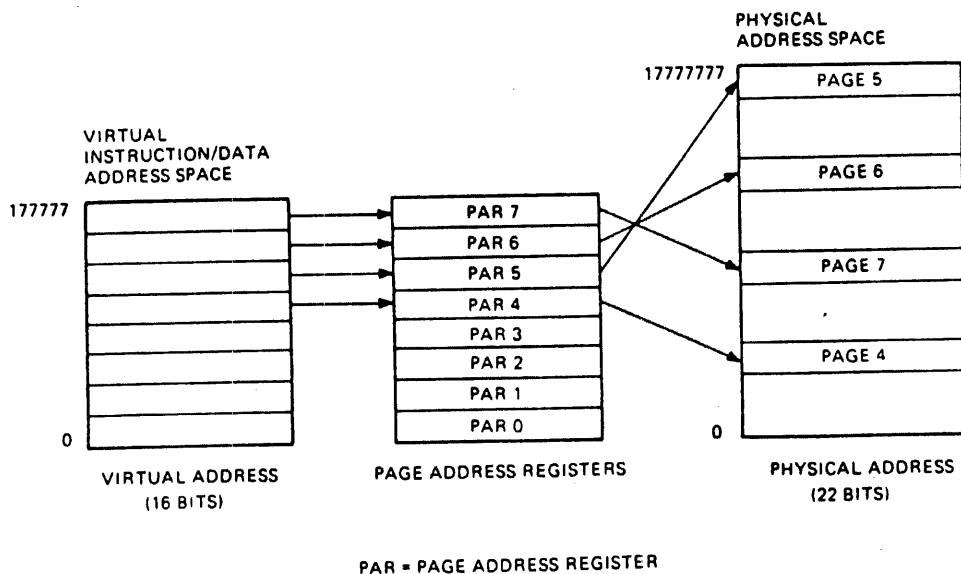 PHYSICAL
ADDRESS SPACE
17777777
PAGE 5
VIRTUAL
INSTRUCTION/DATA
ADDRESS SPACE
PAGE 6
177777
PAR 7
PAR 6
PAR 5
PAGE 7
PAR 4
PAR 3
PAGE 4
PAR 2
PAR 1
PAR 0
0
0
VIRTUAL ADDRESS
(16 BITS)
PAGE ADDRESS REGISTERS
PHYSICAL ADDRESS
(22 BITS)
PAR = PAGE ADDRESS REGISTER